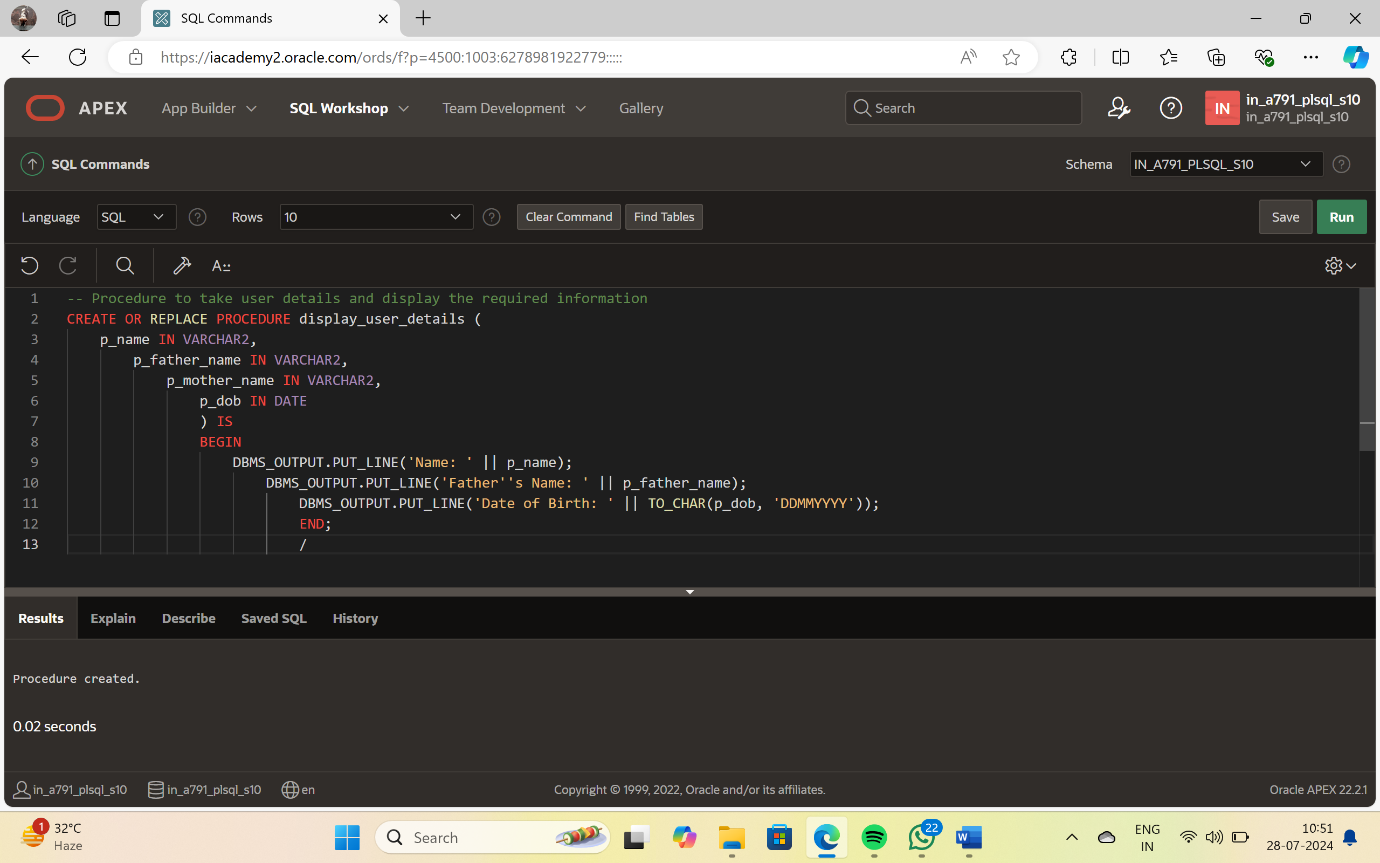 SQL Commands
https://iacademy2.oracle.com/ords/f?p=4500:1003:6278981922779:::::
APEX App Builder SQL Workshop Team Development Gallery Search IN in_a791_plsql_s10
in_a791_plsql_s10
SQL Commands Schema IN_A791_PLSQL_S10
Language SQL Rows 10 Clear Command Find Tables Save Run
1 -- Procedure to take user details and display the required information
2 CREATE OR REPLACE PROCEDURE display_user_details (
3 p_name IN VARCHAR2,
4 p_father_name IN VARCHAR2,
5 p_mother_name IN VARCHAR2,
6 p_dob IN DATE
7 ) IS
8 BEGIN
9 DBMS_OUTPUT.PUT_LINE('Name: ' || p_name);
10 DBMS_OUTPUT.PUT_LINE('Father''s Name: ' || p_father_name);
11 DBMS_OUTPUT.PUT_LINE('Date of Birth: ' || TO_CHAR(p_dob, 'DDMMYYYY'));
12 END;
13 /
Results Explain Describe Saved SQL History
Procedure created.
0.02 seconds
in_a791_plsql_s10 in_a791_plsql_s10 en Copyright © 1999, 2022, Oracle and/or its affiliates. Oracle APEX 22.2.1
1 32°C
Haze
Search
22
ENG
IN
10:51
28-07-2024